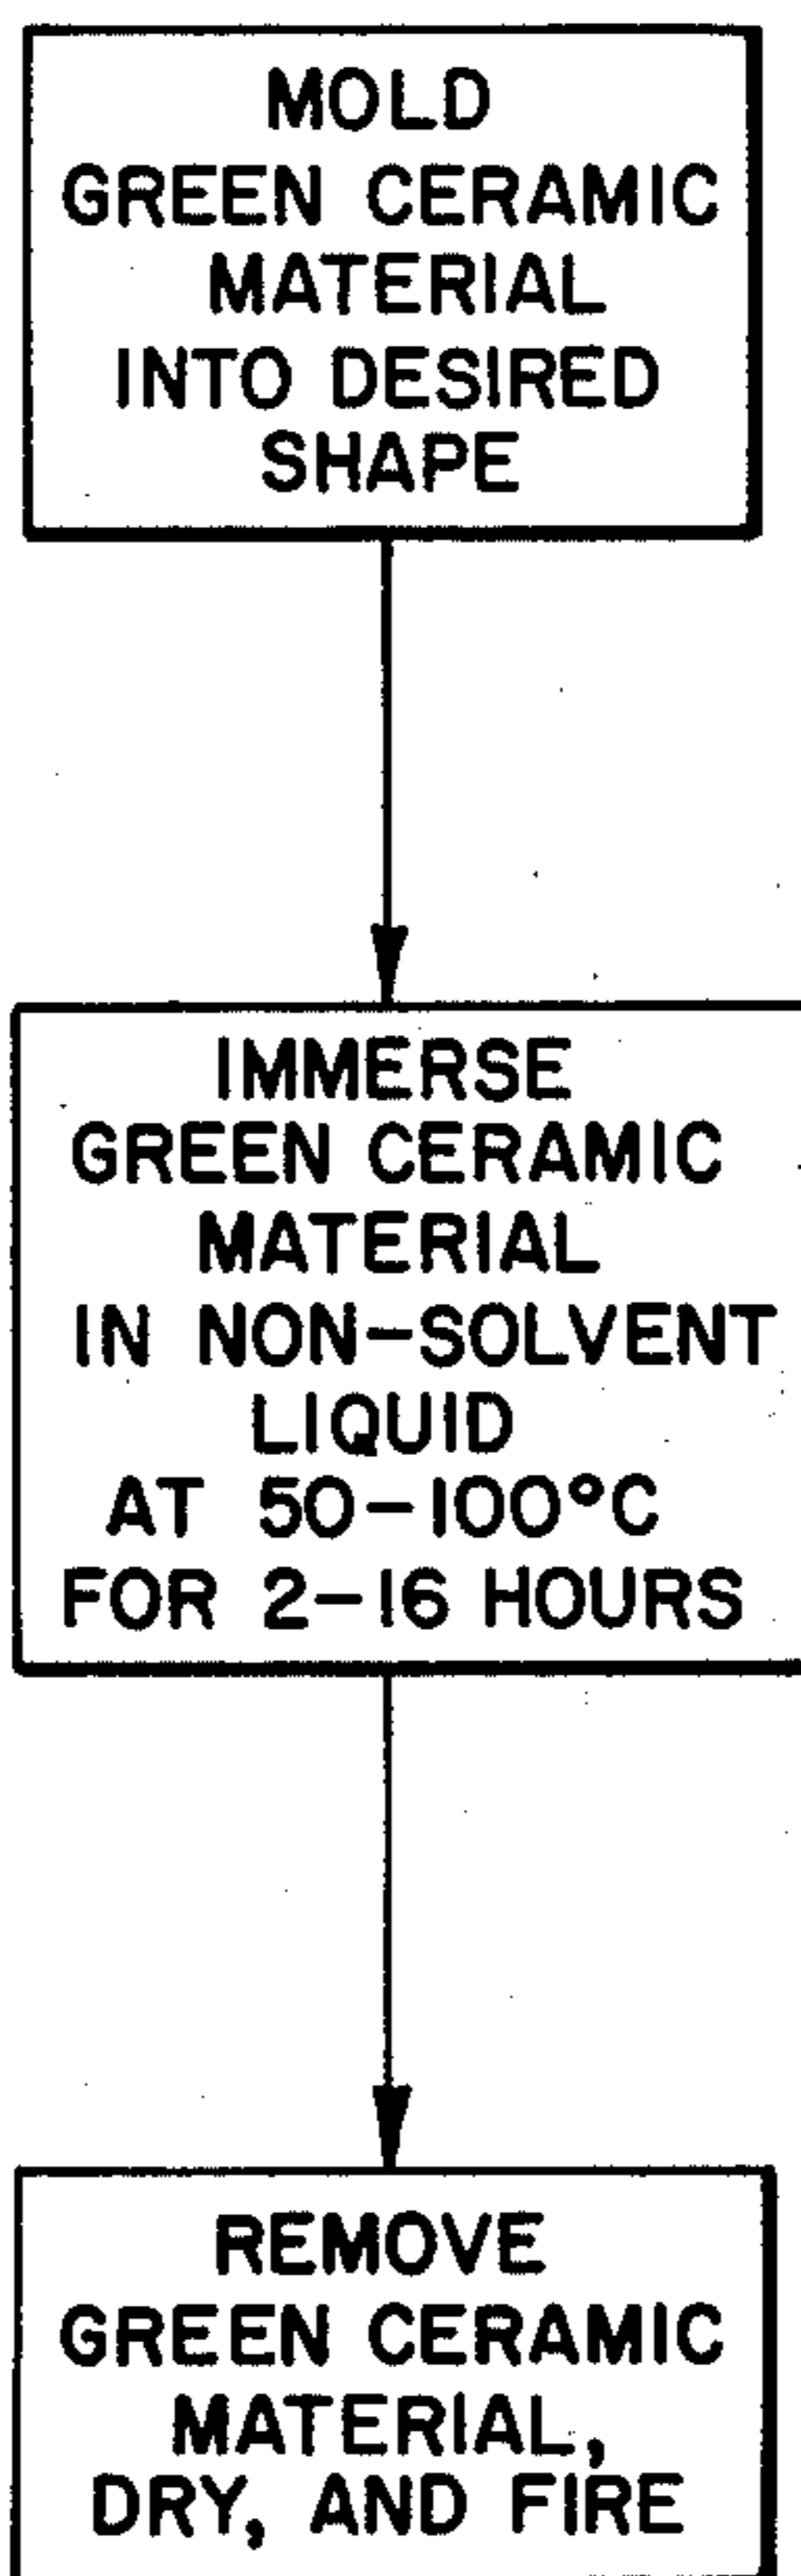 MOLD
GREEN CERAMIC
MATERIAL
INTO DESIRED
SHAPE
IMMERSE
GREEN CERAMIC
MATERIAL
IN NON-SOLVENT
LIQUID
AT 50-100°C
FOR 2-16 HOURS
REMOVE
GREEN CERAMIC
MATERIAL,
DRY, AND FIRE